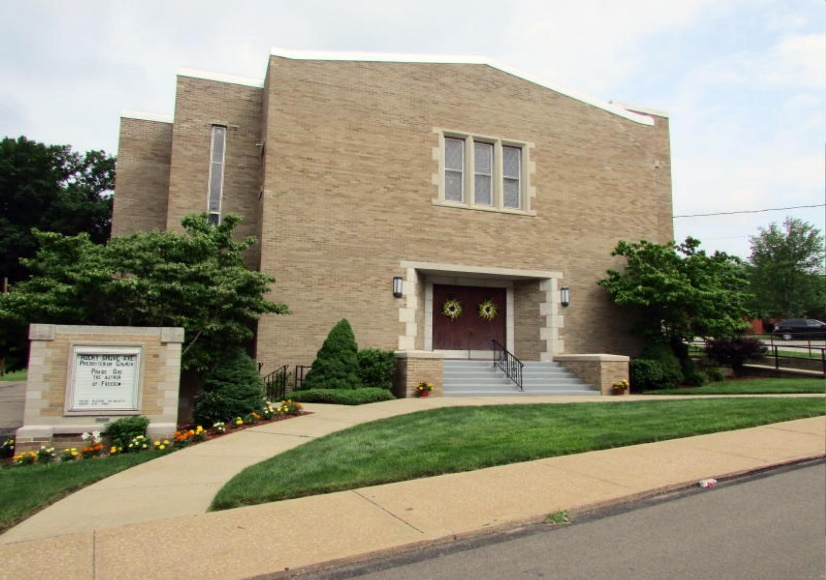 Rocky Grove Ave
Presbyterian Church
Praise God
the Author
of Freedom